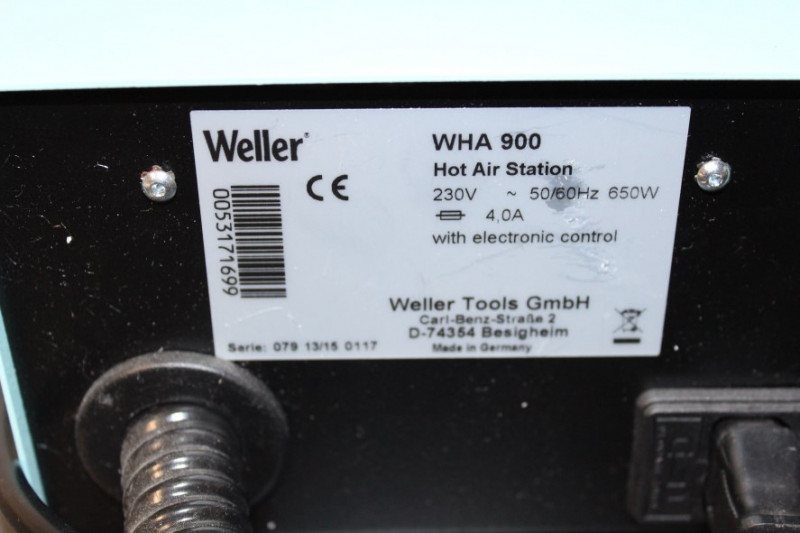 Weller®
WHA 900
Hot Air Station
230V ~ 50/60Hz 650W
4,0A
with electronic control
CE
0053171699
Weller Tools GmbH
Carl-Benz-Straße 2
D-74354 Besigheim
Made in Germany
Serie: 079 13/15 0117